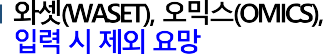 와셋(WASET), 오믹스(OMICS),
입력 시 제외 요망